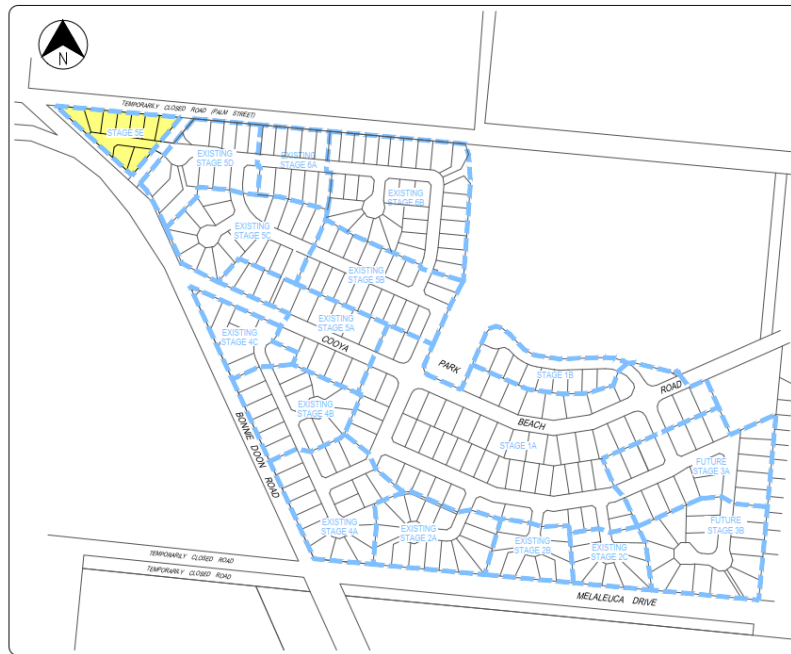 N
TEMPORARILY CLOSED ROAD (PALM STREET)
STAGE 5E
EXISTING
STAGE 5D
EXISTING
STAGE 6A
EXISTING
STAGE 6B
EXISTING
STAGE 5C
EXISTING
STAGE 5B
EXISTING
STAGE 5A
EXISTING
STAGE 4C
COOYA
PARK
STAGE 1B
ROAD
BEACH
EXISTING
STAGE 4B
BONNIE DOON ROAD
STAGE 1A
FUTURE
STAGE 3A
EXISTING
STAGE 4A
EXISTING
STAGE 2A
EXISTING
STAGE 2B
EXISTING
STAGE 2C
FUTURE
STAGE 3B
TEMPORARILY CLOSED ROAD
TEMPORARILY CLOSED ROAD
MELALEUCA DRIVE